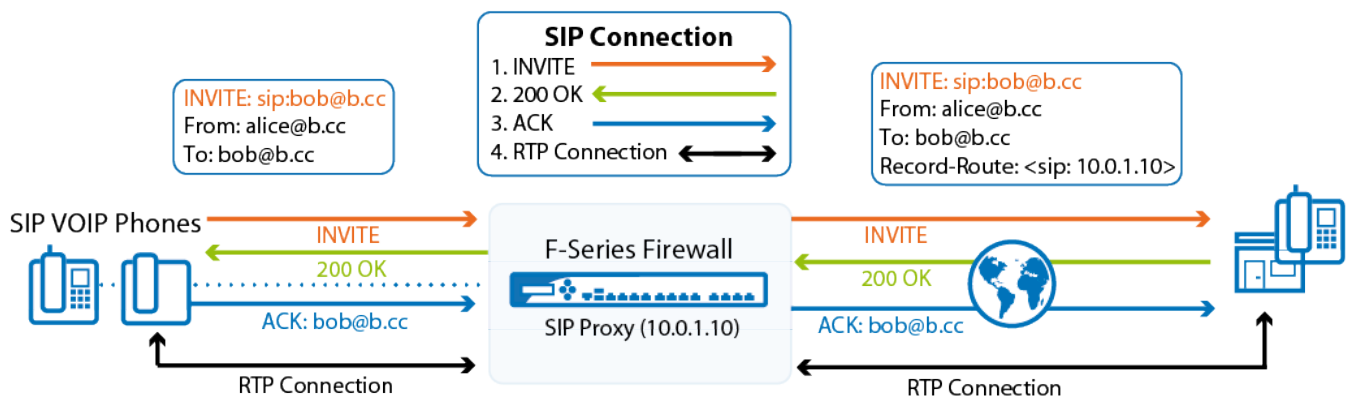 SIP Connection
1. INVITE
2. 200 OK
3. ACK
4. RTP Connection
INVITE: sip:bob@b.cc
From: alice@b.cc
To: bob@b.cc
INVITE: sip:bob@b.cc
From: alice@b.cc
To: bob@b.cc
Record-Route: <sip: 10.0.1.10>
SIP VOIP Phones
INVITE
200 OK
ACK: bob@b.cc
RTP Connection
F-Series Firewall
SIP Proxy (10.0.1.10)
INVITE
200 OK
ACK: bob@b.cc
RTP Connection